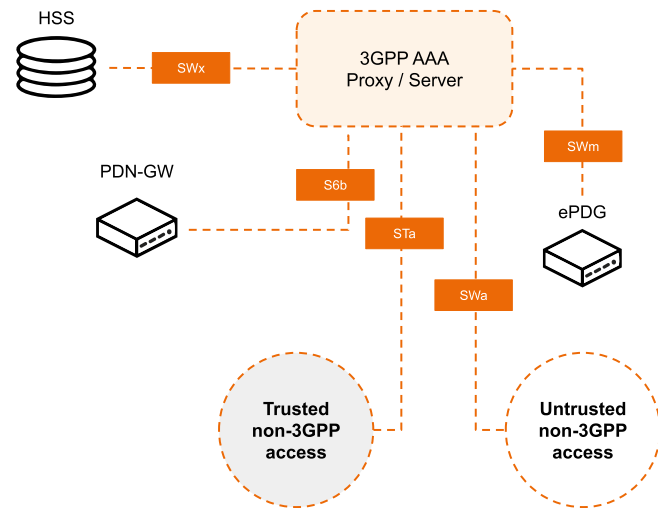 HSS
3GPP AAA
Proxy / Server
SWx
SWm
PDN-GW
S6b
ePDG
STa
SWa
Trusted
non-3GPP
access
Untrusted
non-3GPP
access